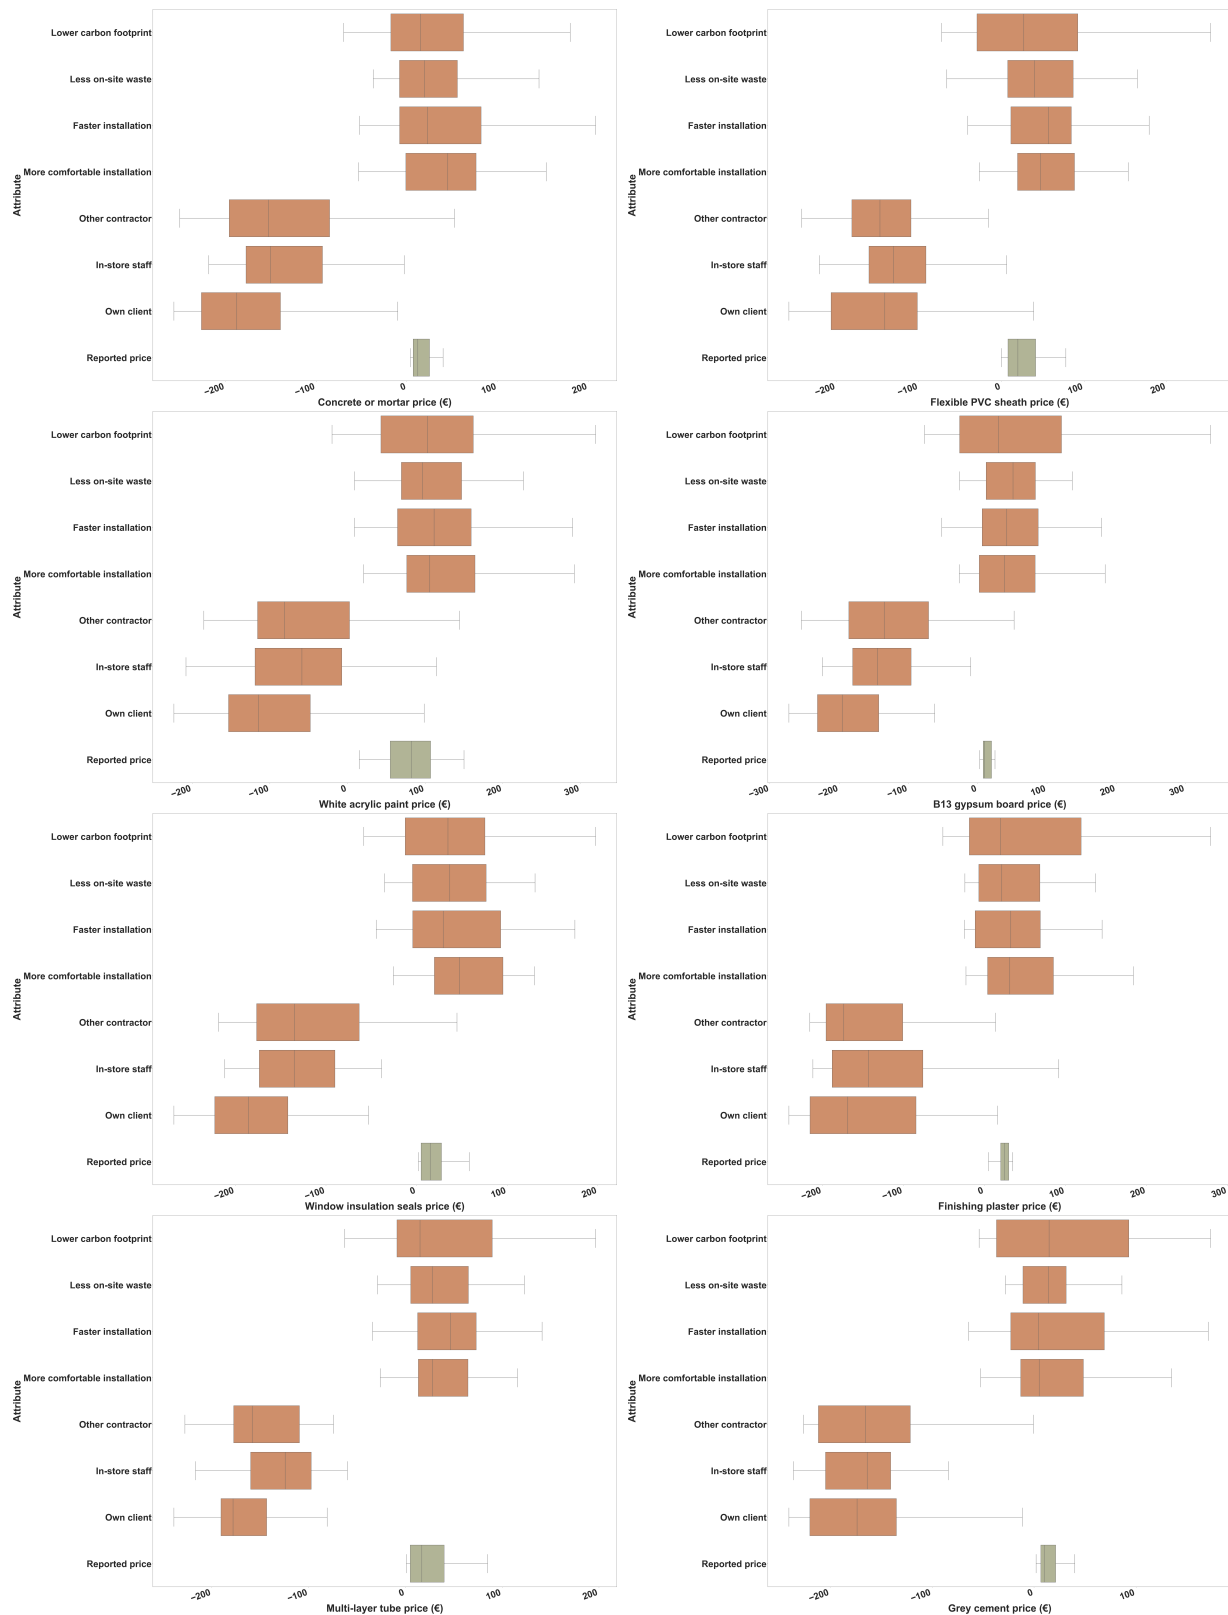 Attribute
Lower carbon footprint
Less on-site waste
Faster installation
More comfortable installation
Other contractor
In-store staff
Own client
Reported price
−200 −100 0 100 200
Concrete or mortar price (€)
Attribute
Lower carbon footprint
Less on-site waste
Faster installation
More comfortable installation
Other contractor
In-store staff
Own client
Reported price
−200 −100 0 100 200
Flexible PVC sheath price (€)
Attribute
Lower carbon footprint
Less on-site waste
Faster installation
More comfortable installation
Other contractor
In-store staff
Own client
Reported price
−200 −100 0 100 200 300
White acrylic paint price (€)
Attribute
Lower carbon footprint
Less on-site waste
Faster installation
More comfortable installation
Other contractor
In-store staff
Own client
Reported price
−300 −200 −100 0 100 200 300
B13 gypsum board price (€)
Attribute
Lower carbon footprint
Less on-site waste
Faster installation
More comfortable installation
Other contractor
In-store staff
Own client
Reported price
−200 −100 0 100 200
Window insulation seals price (€)
Attribute
Lower carbon footprint
Less on-site waste
Faster installation
More comfortable installation
Other contractor
In-store staff
Own client
Reported price
−200 −100 0 100 200 300
Finishing plaster price (€)
Attribute
Lower carbon footprint
Less on-site waste
Faster installation
More comfortable installation
Other contractor
In-store staff
Own client
Reported price
−200 −100 0 100 200
Multi-layer tube price (€)
Attribute
Lower carbon footprint
Less on-site waste
Faster installation
More comfortable installation
Other contractor
In-store staff
Own client
Reported price
−200 −100 0 100
Grey cement price (€)